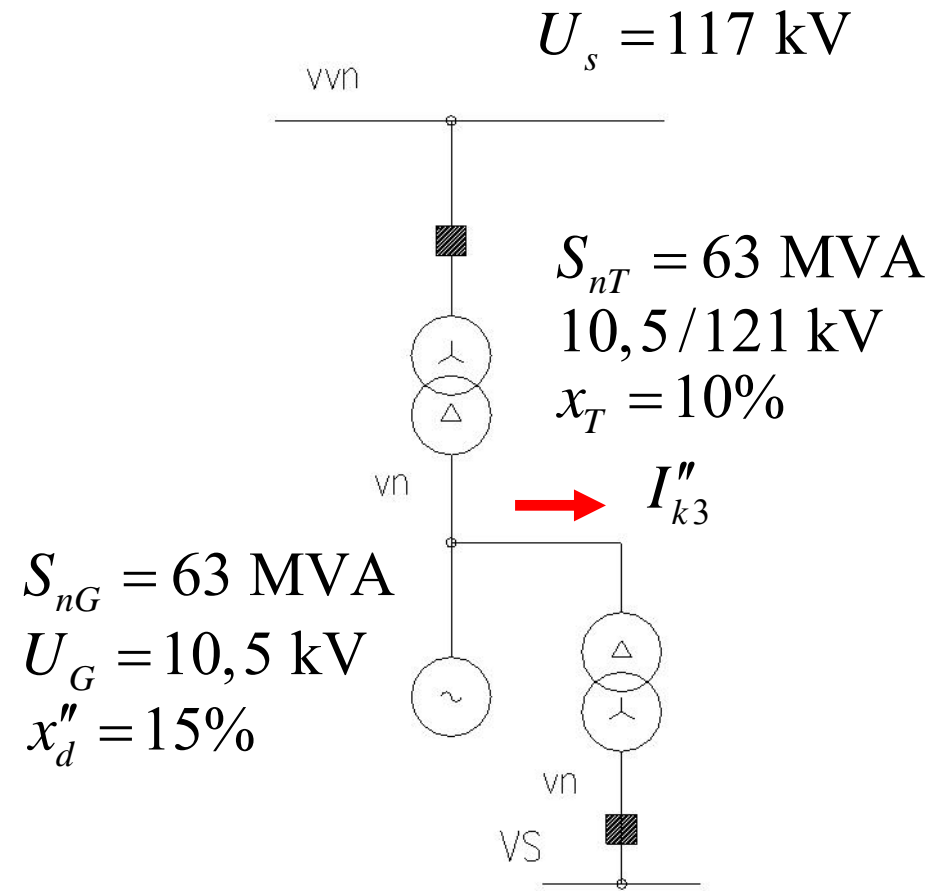 U_s = 117 kV
vvn
S_nT = 63 MVA
10,5/121 kV
x_T = 10%
vn
I''_k3
S_nG = 63 MVA
U_G = 10,5 kV
x''_d = 15%
vn
VS